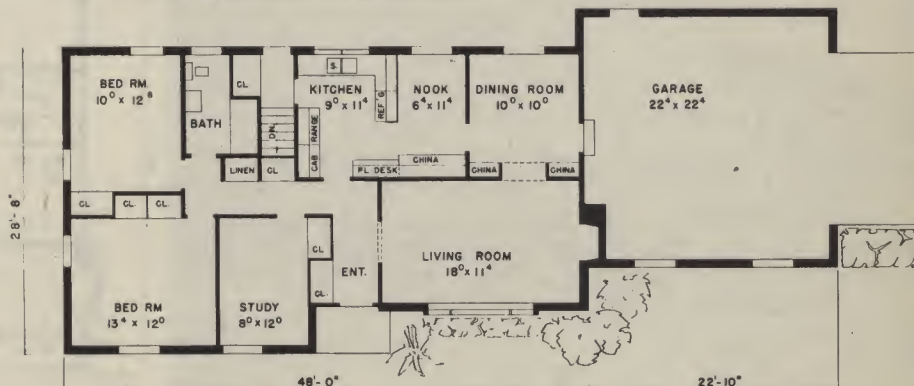 BED RM.
10⁰ x 12⁸
BATH
CL
DN.
LINEN
CL
S.
KITCHEN
9⁰ x 11⁴
REF'G
CAB
RANGE
NOOK
6⁴ x 11⁴
DINING ROOM
10⁰ x 10⁰
GARAGE
22⁴ x 22⁴
PL. DESK
CHINA
CHINA
CHINA
CL
CL.
CL.
BED RM
13⁴ x 12⁰
STUDY
8⁰ x 12⁰
CL
CL.
ENT.
LIVING ROOM
18⁰ x 11⁴
28'-8"
48'-0"
22'-10"